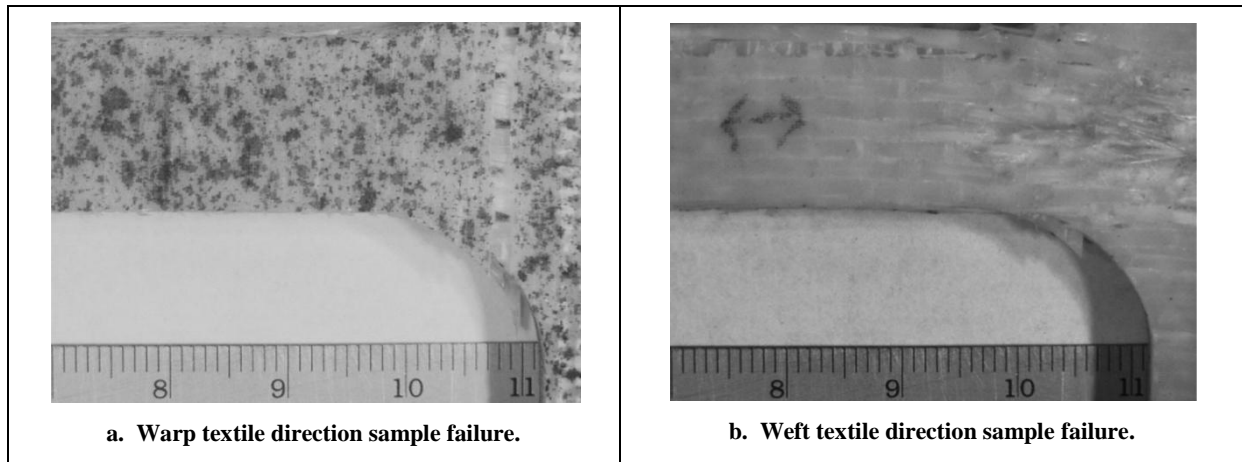 8 9 10 11
a. Warp textile direction sample failure.
8 9 10 11
b. Weft textile direction sample failure.